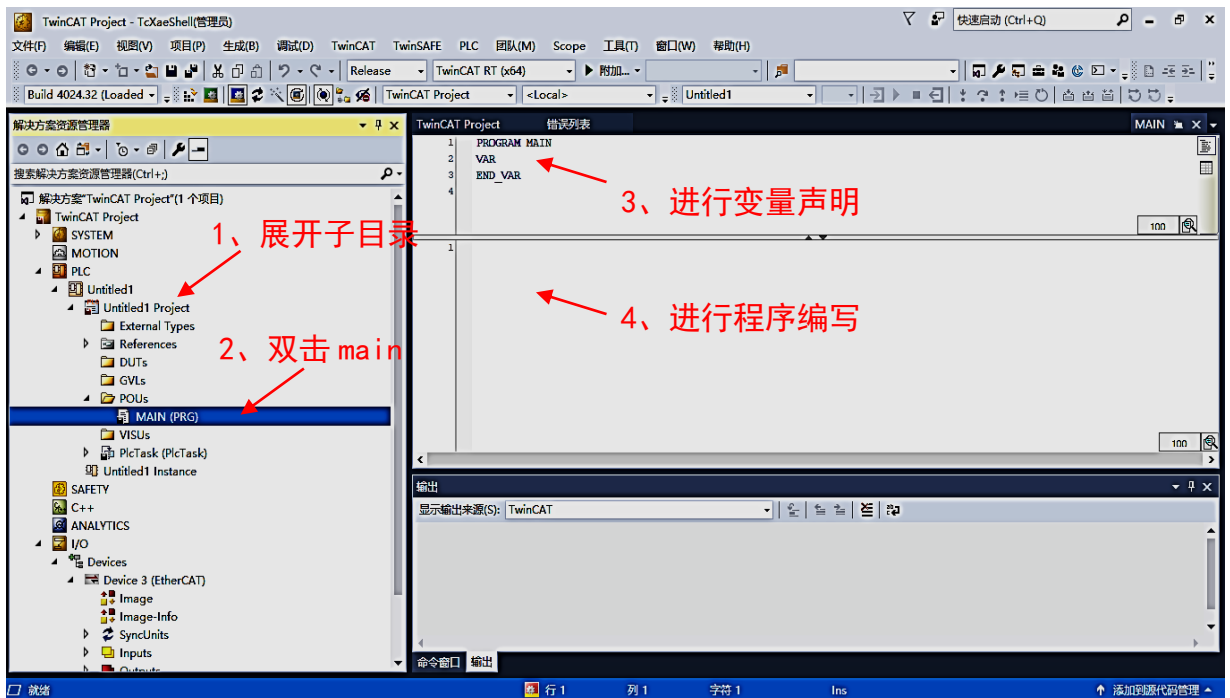 TwinCAT Project - TcXaeShell(管理员)
快速启动 (Ctrl+Q)
文件(F) 编辑(E) 视图(V) 项目(P) 生成(B) 调试(D) TwinCAT TwinSAFE PLC 团队(M) Scope 工具(T) 窗口(W) 帮助(H)
Release TwinCAT RT (x64) 附加...
Build 4024.32 (Loaded TwinCAT Project <Local> Untitled1
解决方案资源管理器
搜索解决方案资源管理器(Ctrl+;)
解决方案"TwinCAT Project"(1 个项目)
TwinCAT Project
SYSTEM
MOTION
PLC
Untitled1
Untitled1 Project
External Types
References
DUTs
GVLs
POUs
MAIN (PRG)
VISUs
PlcTask (PlcTask)
Untitled1 Instance
SAFETY
C++
ANALYTICS
I/O
Devices
Device 3 (EtherCAT)
Image
Image-Info
SyncUnits
Inputs
Outputs
1、展开子目录
2、双击 main
TwinCAT Project 错误列表 MAIN
1 PROGRAM MAIN
2 VAR
3 END_VAR
4
3、进行变量声明
100
1
4、进行程序编写
100
输出
显示输出来源(S): TwinCAT
命令窗口 输出
就绪 行 1 列 1 字符 1 Ins 添加到源代码管理